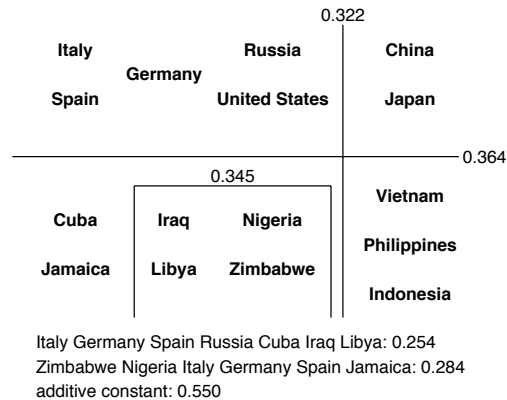 0.322
Italy Russia China
Germany
Spain United States Japan
0.364
0.345
Vietnam
Cuba Iraq Nigeria
Philippines
Jamaica Libya Zimbabwe
Indonesia
Italy Germany Spain Russia Cuba Iraq Libya: 0.254
Zimbabwe Nigeria Italy Germany Spain Jamaica: 0.284
additive constant: 0.550